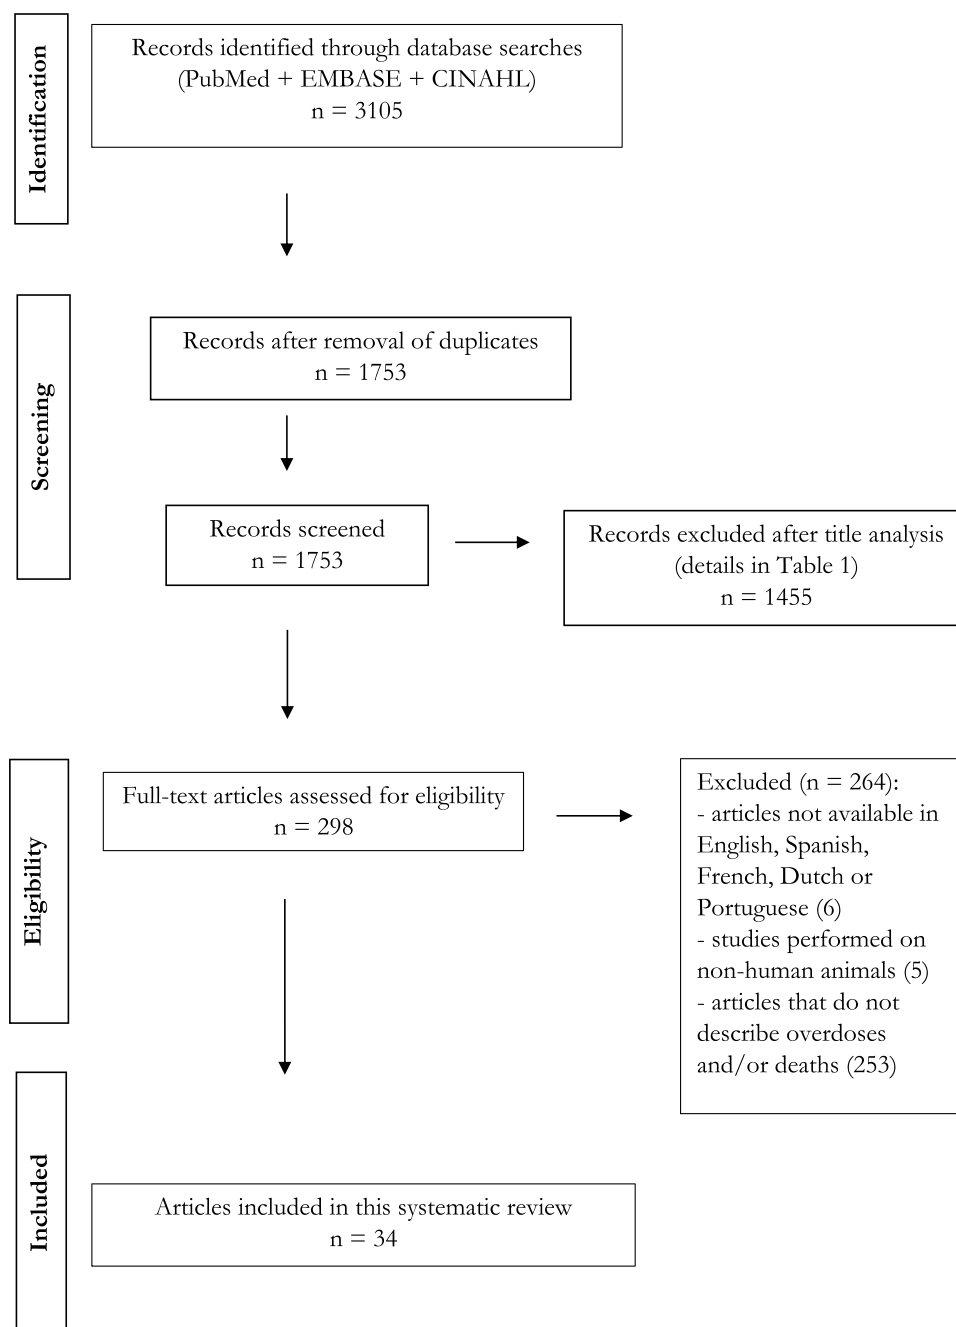 Identification
Records identified through database searches
(PubMed + EMBASE + CINAHL)
n = 3105
Screening
Records after removal of duplicates
n = 1753
Records screened
n = 1753
Records excluded after title analysis
(details in Table 1)
n = 1455
Eligibility
Full-text articles assessed for eligibility
n = 298
Excluded (n = 264):
- articles not available in
English, Spanish,
French, Dutch or
Portuguese (6)
- studies performed on
non-human animals (5)
- articles that do not
describe overdoses
and/or deaths (253)
Included
Articles included in this systematic review
n = 34